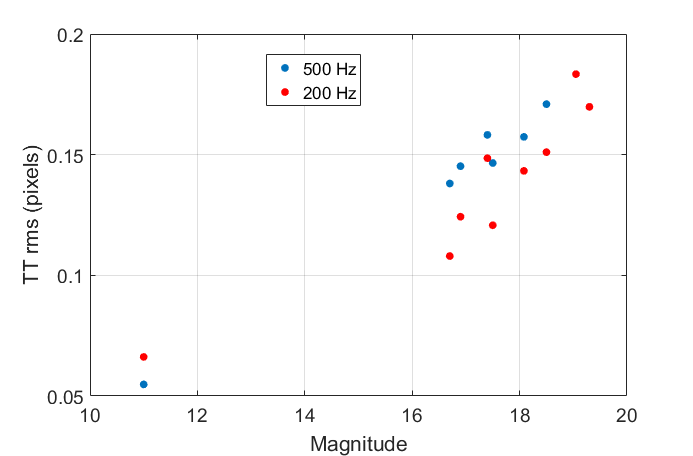 0.2
500 Hz
200 Hz
0.15
TT rms (pixels)
0.1
0.05
10 12 14 16 18 20
Magnitude